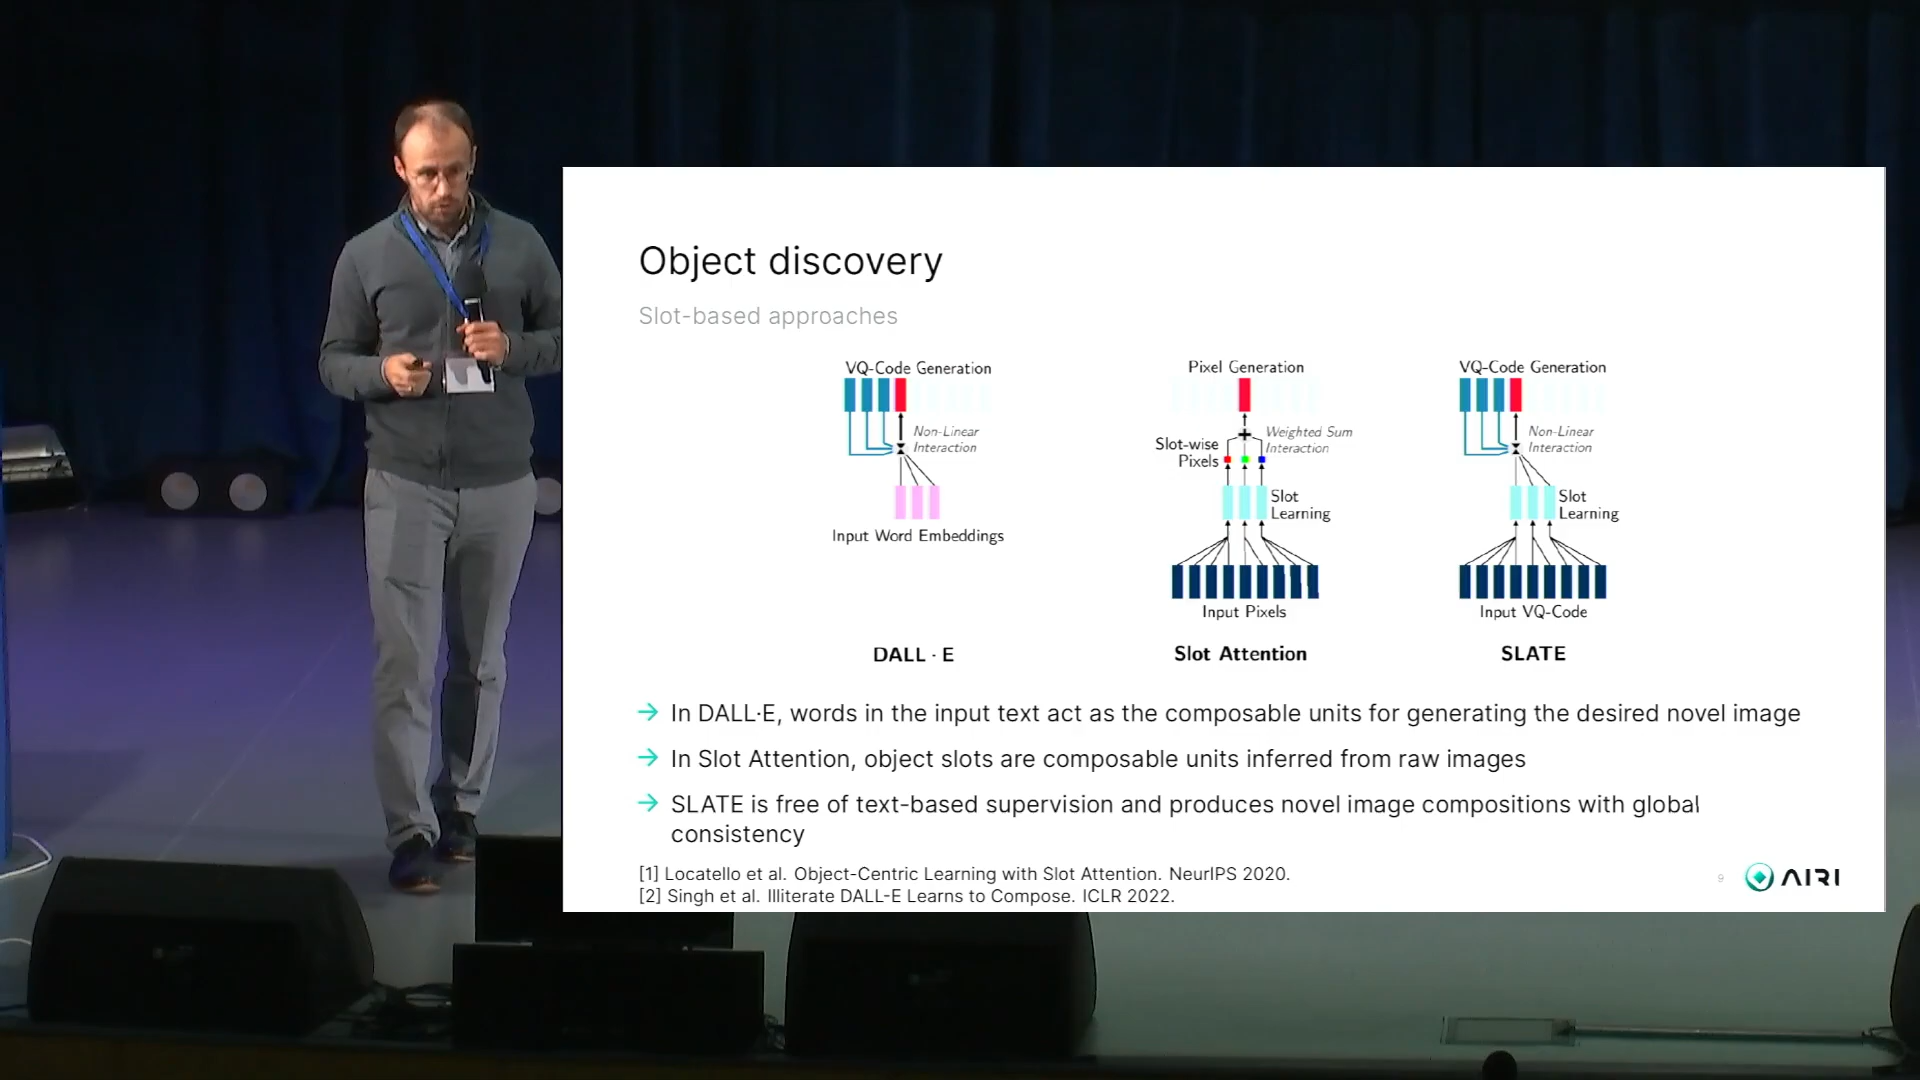 Object discovery
Slot-based approaches
VQ-Code Generation
Non-Linear
Interaction
Input Word Embeddings
DALL · E
Pixel Generation
Slot-wise
Pixels
Weighted Sum
Interaction
Slot
Learning
Input Pixels
Slot Attention
VQ-Code Generation
Non-Linear
Interaction
Slot
Learning
Input VQ-Code
SLATE
→ In DALL·E, words in the input text act as the composable units for generating the desired novel image
→ In Slot Attention, object slots are composable units inferred from raw images
→ SLATE is free of text-based supervision and produces novel image compositions with global
consistency
[1] Locatello et al. Object-Centric Learning with Slot Attention. NeurIPS 2020.
[2] Singh et al. Illiterate DALL-E Learns to Compose. ICLR 2022.
9
AIRI